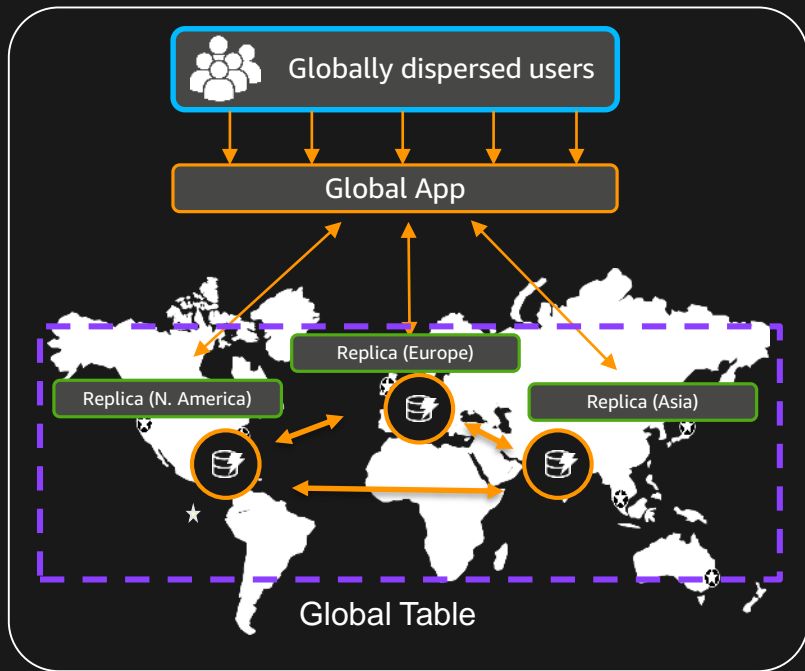 Globally dispersed users
Global App
Replica (Europe)
Replica (N. America)
Replica (Asia)
Global Table